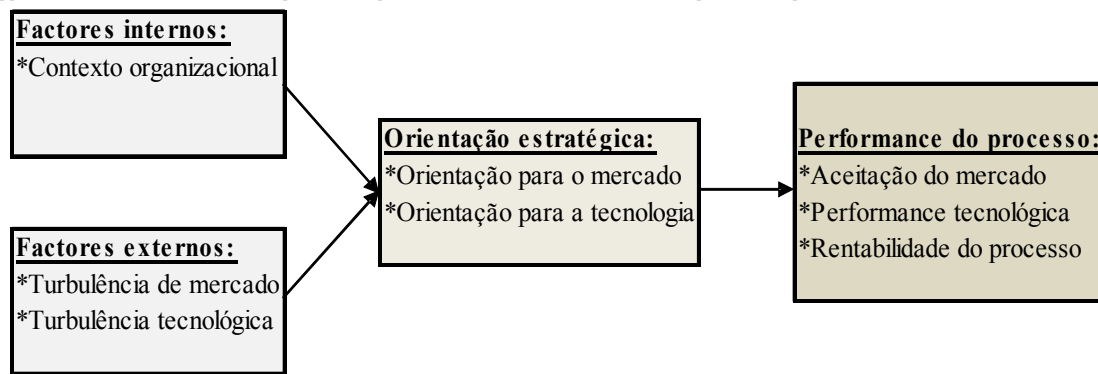 Factores internos:
*Contexto organizacional
Factores externos:
*Turbulência de mercado
*Turbulência tecnológica
Orientação estratégica:
*Orientação para o mercado
*Orientação para a tecnologia
Performance do processo:
*Aceitação do mercado
*Performance tecnológica
*Rentabilidade do processo